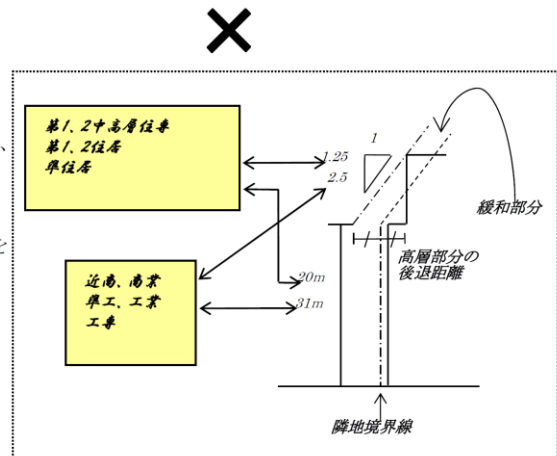 第1、2中高層住専
第1、2住居
準住居
1
1.25
2.5
緩和部分
高層部分の
後退距離
近商、商業
準工、工業
工専
20m
31m
隣地境界線